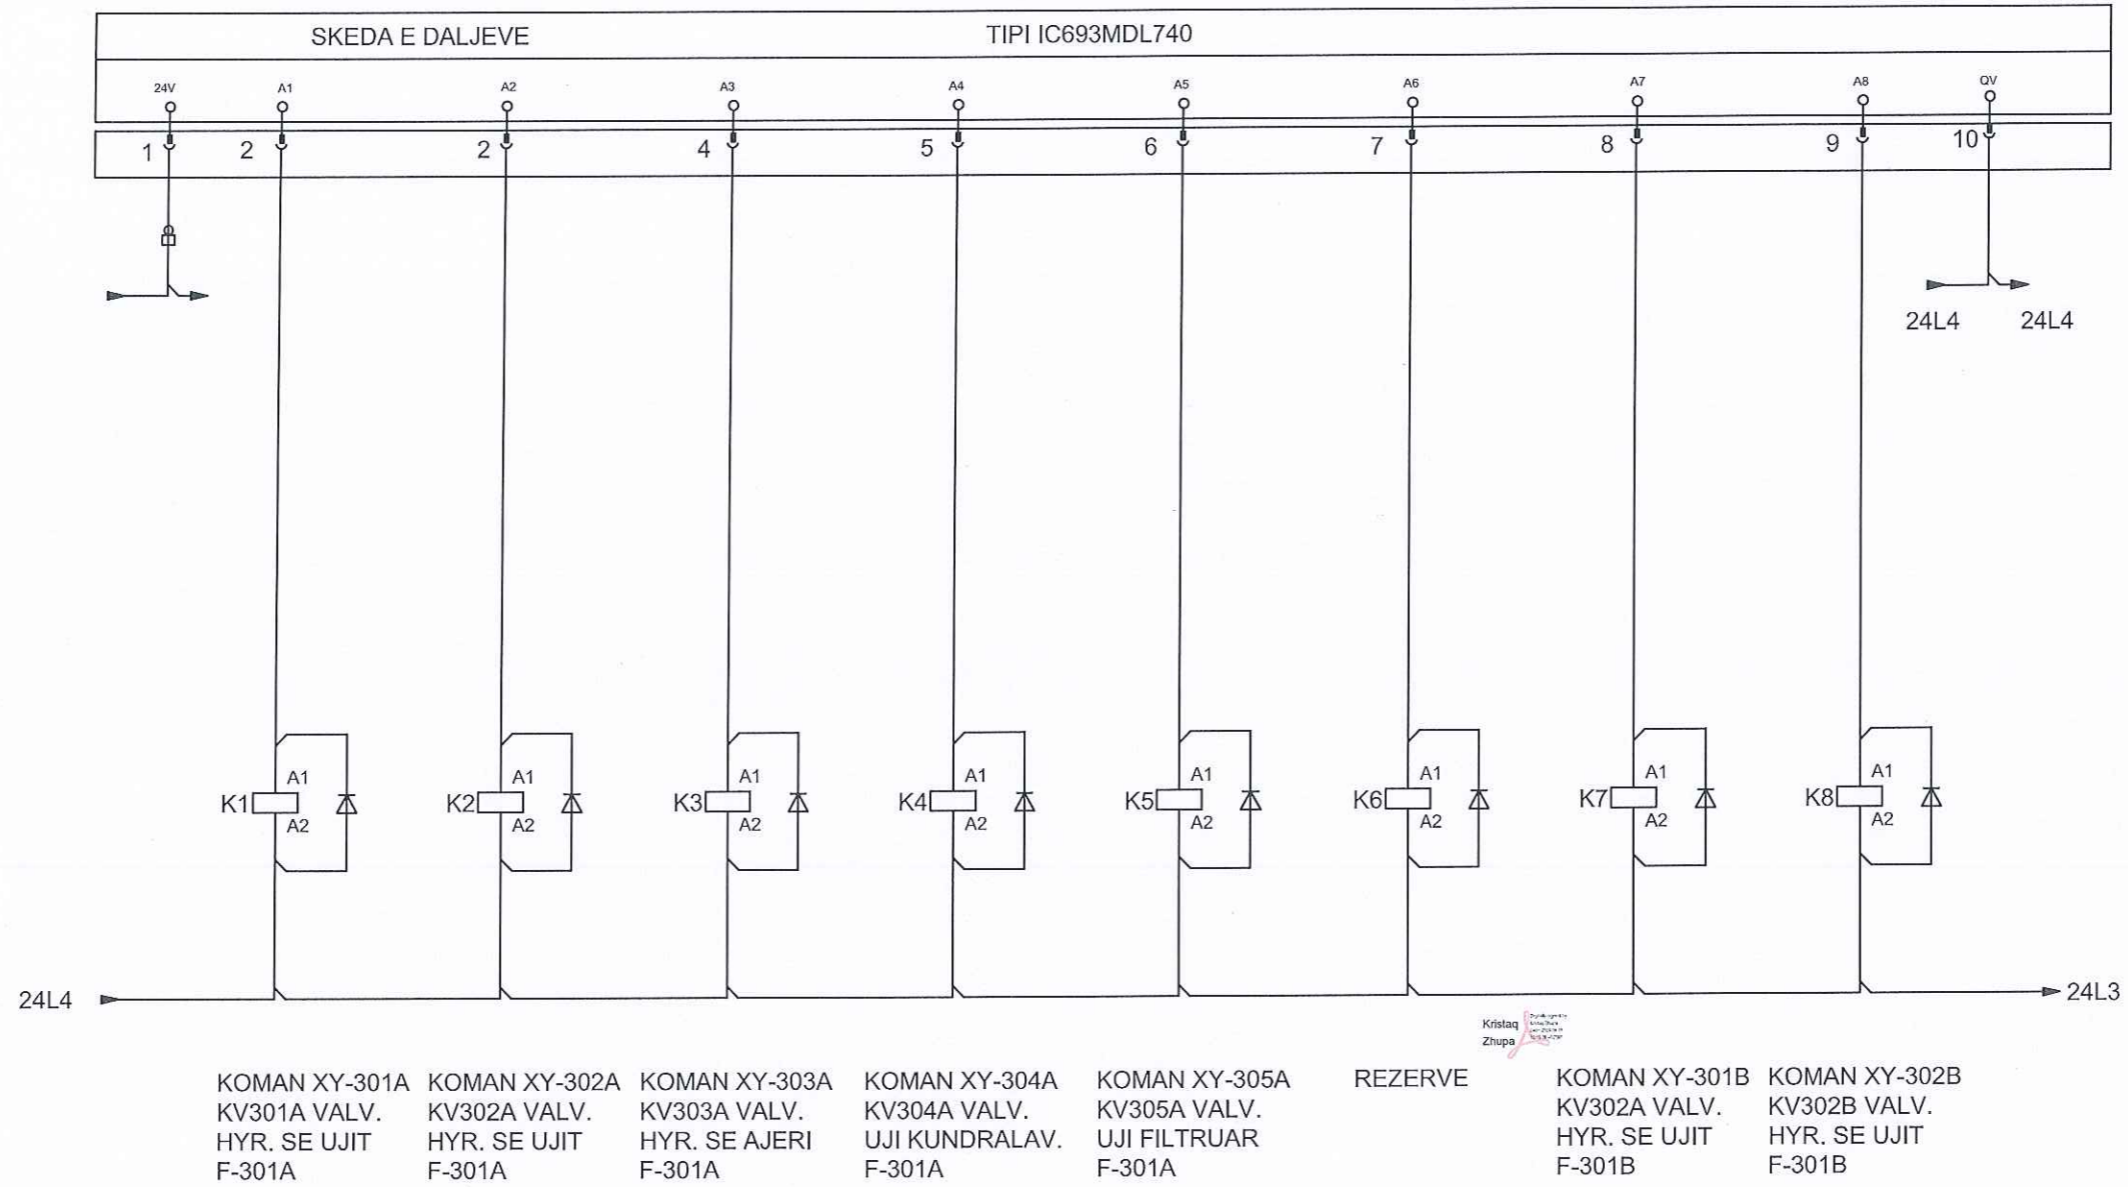 SKEDA E DALJEVE TIPI IC693MDL740
24V A1 A2 A3 A4 A5 A6 A7 A8 QV
1 2 2 4 5 6 7 8 9 10
24L4 24L4
A1 A1 A1 A1 A1 A1 A1 A1
K1 K2 K3 K4 K5 K6 K7 K8
A2 A2 A2 A2 A2 A2 A2 A2
24L4 24L3
Kristaq
Zhupa
KOMAN XY-301A
KV301A VALV.
HYR. SE UJIT
F-301A
KOMAN XY-302A
KV302A VALV.
HYR. SE UJIT
F-301A
KOMAN XY-303A
KV303A VALV.
HYR. SE AJERI
F-301A
KOMAN XY-304A
KV304A VALV.
UJI KUNDRALAV.
F-301A
KOMAN XY-305A
KV305A VALV.
UJI FILTRUAR
F-301A
REZERVE
KOMAN XY-301B
KV302A VALV.
HYR. SE UJIT
F-301B
KOMAN XY-302B
KV302B VALV.
HYR. SE UJIT
F-301B